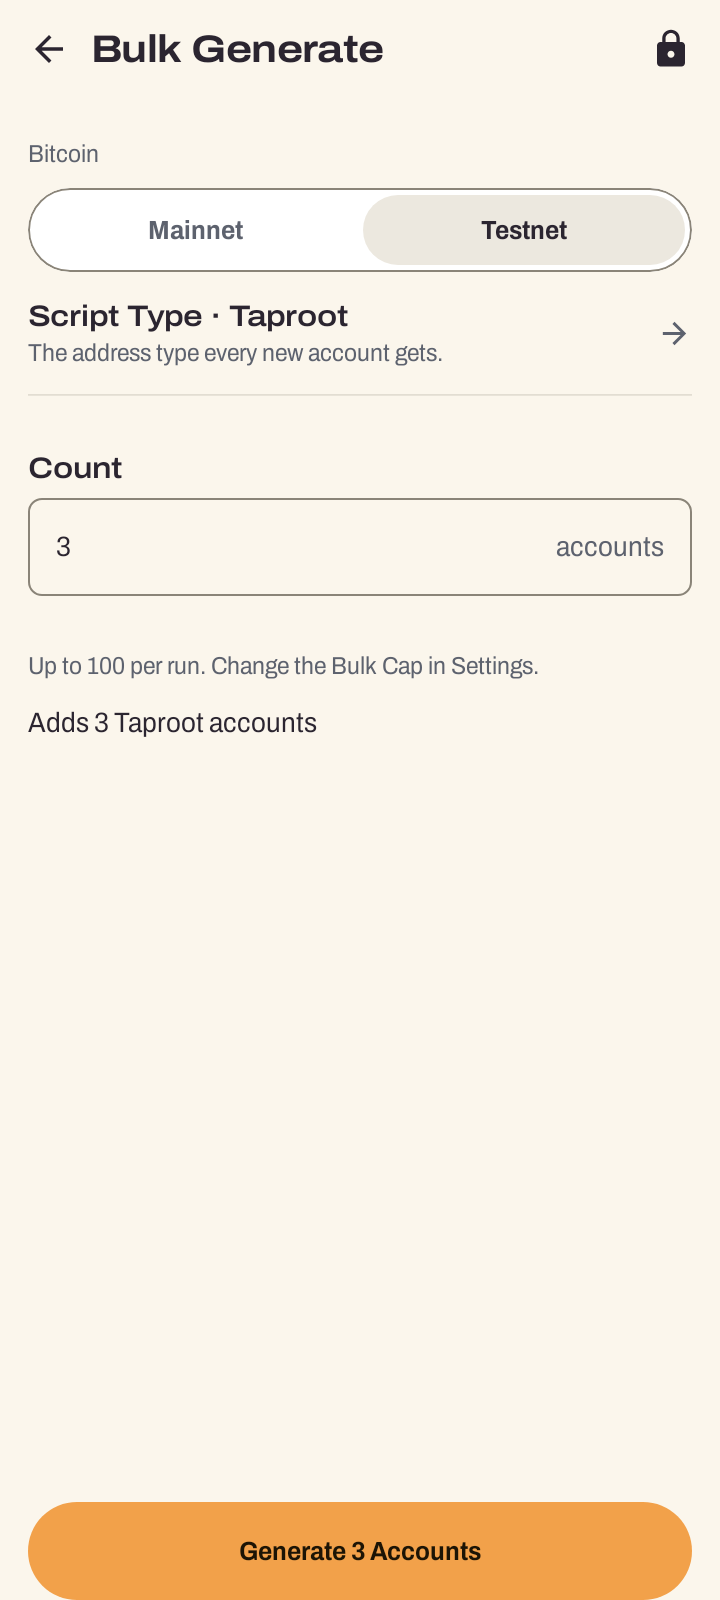 Bulk Generate
Bitcoin
Mainnet
Testnet
Script Type · Taproot
The address type every new account gets.
Count
3 accounts
Up to 100 per run. Change the Bulk Cap in Settings.
Adds 3 Taproot accounts
Generate 3 Accounts